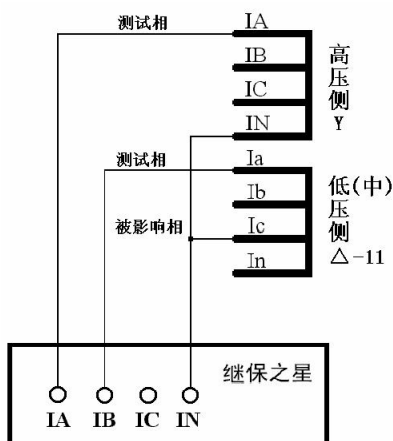 测试相
IA
IB
IC
IN
高
压
侧
Y
测试相
Ia
Ib
被影响相
Ic
In
低(中)
压
侧
△-11
继保之星
IA IB IC IN